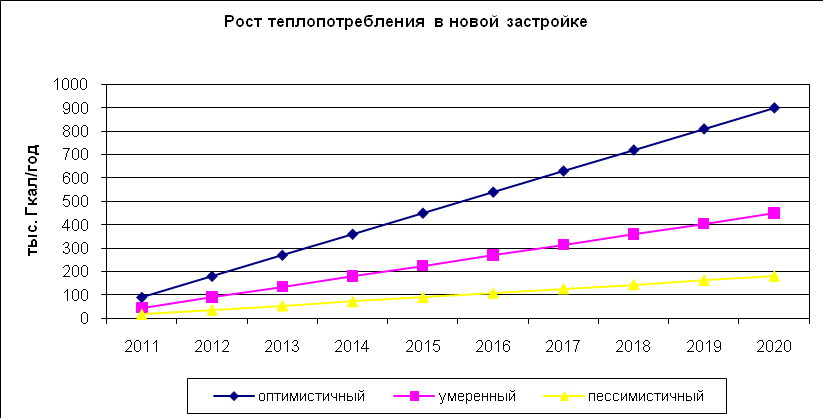 Рост теплопотребления в новой застройке
тыс. Гкал/год
1000
900
800
700
600
500
400
300
200
100
0
2011 2012 2013 2014 2015 2016 2017 2018 2019 2020
оптимистичный умеренный пессимистичный